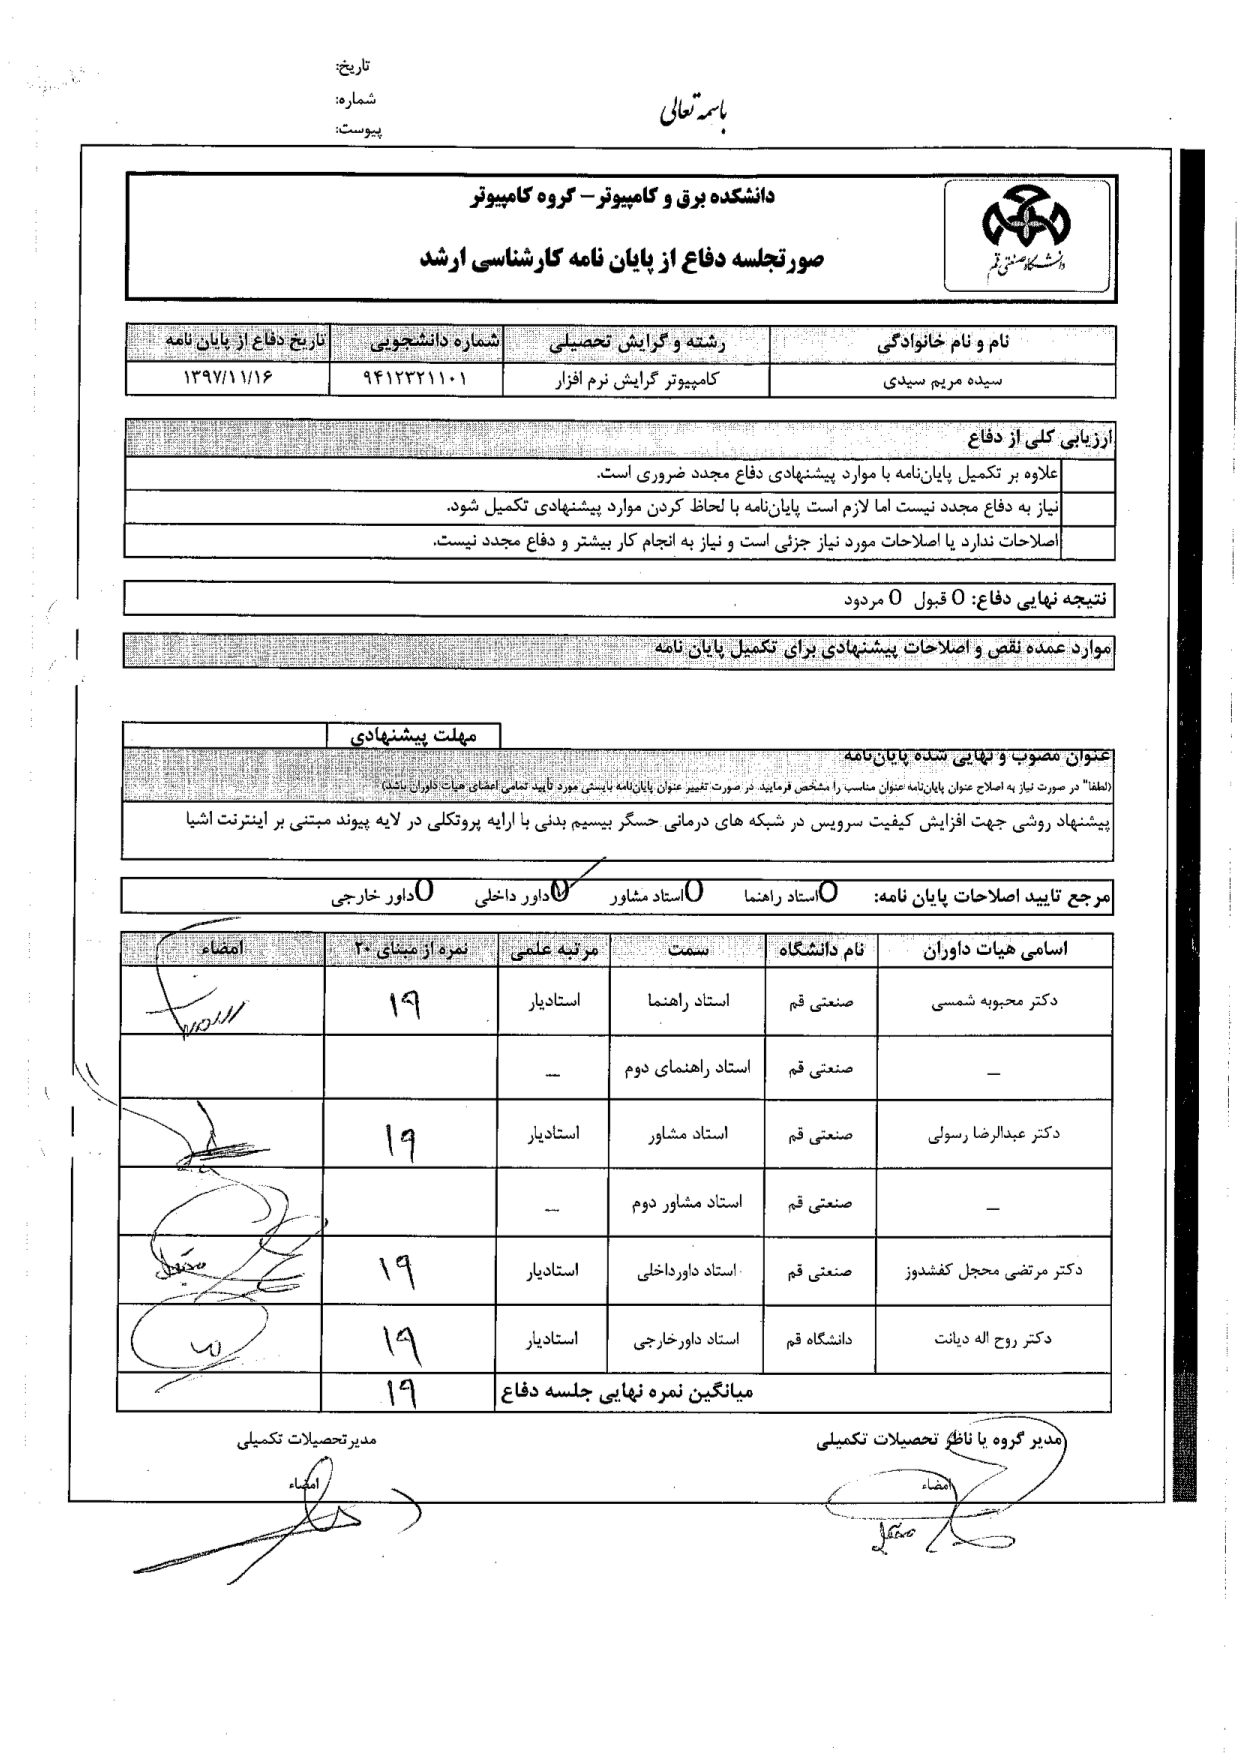 تاریخ:
شماره:
پیوست:
باسمه تعالی
دانشگاه صنعتی قم
دانشکده برق و کامپیوتر– گروه کامپیوتر
صورتجلسه دفاع از پایان نامه کارشناسی ارشد
نام و نام خانوادگی رشته و گرایش تحصیلی شماره دانشجویی تاریخ دفاع از پایان نامه
سیده مریم سیدی کامپیوتر گرایش نرم افزار ۹۴۱۲۳۲۱۱۰۱ ۱۳۹۷/۱۱/۱۶
ارزیابی کلی از دفاع
علاوه بر تکمیل پایان‌نامه با موارد پیشنهادی دفاع مجدد ضروری است.
نیاز به دفاع مجدد نیست اما لازم است پایان‌نامه با لحاظ کردن موارد پیشنهادی تکمیل شود.
اصلاحات ندارد یا اصلاحات مورد نیاز جزئی است و نیاز به انجام کار بیشتر و دفاع مجدد نیست.
نتیجه نهایی دفاع: O قبول O مردود
موارد عمده نقص و اصلاحات پیشنهادی برای تکمیل پایان نامه
مهلت پیشنهادی
عنوان مصوب و نهایی شده پایان‌نامه
(لطفا" در صورت نیاز به اصلاح عنوان پایان‌نامه عنوان مناسب را مشخص فرمایید. در صورت تغییر عنوان پایان‌نامه بایستی مورد تأیید تمامی اعضای هیات داوران باشد)
پیشنهاد روشی جهت افزایش کیفیت سرویس در شبکه های درمانی حسگر بیسیم بدنی با ارایه پروتکلی در لایه پیوند مبتنی بر اینترنت اشیا
مرجع تایید اصلاحات پایان نامه: Oاستاد راهنما Oاستاد مشاور Oداور داخلی Oداور خارجی
اسامی هیات داوران نام دانشگاه سمت مرتبه علمی نمره از مبنای ۲۰ امضاء
دکتر محبوبه شمسی صنعتی قم استاد راهنما استادیار ۱۹
– صنعتی قم استاد راهنمای دوم –
دکتر عبدالرضا رسولی صنعتی قم استاد مشاور استادیار ۱۹
– صنعتی قم استاد مشاور دوم –
دکتر مرتضی محجل کفشدوز صنعتی قم استاد داورداخلی استادیار ۱۹
دکتر روح اله دیانت دانشگاه قم استاد داورخارجی استادیار ۱۹
میانگین نمره نهایی جلسه دفاع ۱۹
مدیر گروه یا ناظر تحصیلات تکمیلی مدیرتحصیلات تکمیلی
امضاء امضاء